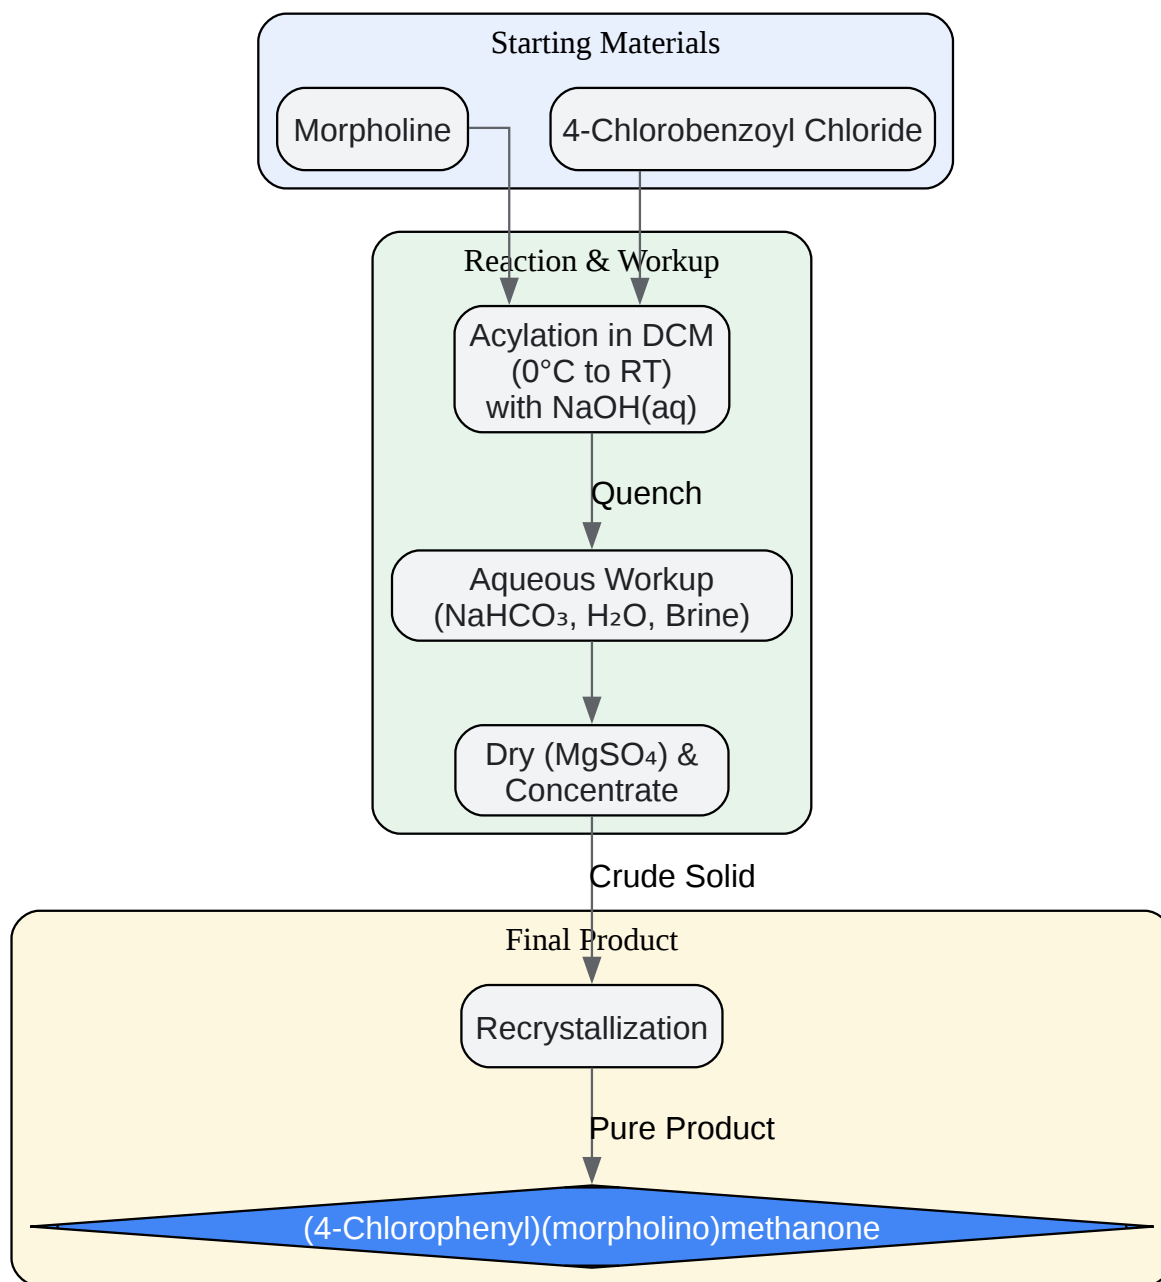 Starting Materials
Morpholine
4-Chlorobenzoyl Chloride
Reaction & Workup
Acylation in DCM
(0°C to RT)
with NaOH(aq)
Quench
Aqueous Workup
(NaHCO₃, H₂O, Brine)
Dry (MgSO₄) &
Concentrate
Crude Solid
Final Product
Recrystallization
Pure Product
(4-Chlorophenyl)(morpholino)methanone